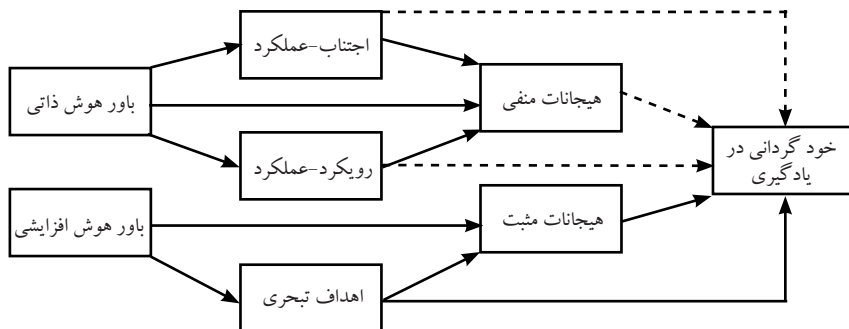 اجتناب-عملکرد
هیجانات منفی
باور هوش ذاتی
خود گردانی در
یادگیری
رویکرد-عملکرد
هیجانات مثبت
باور هوش افزایشی
اهداف تبحری